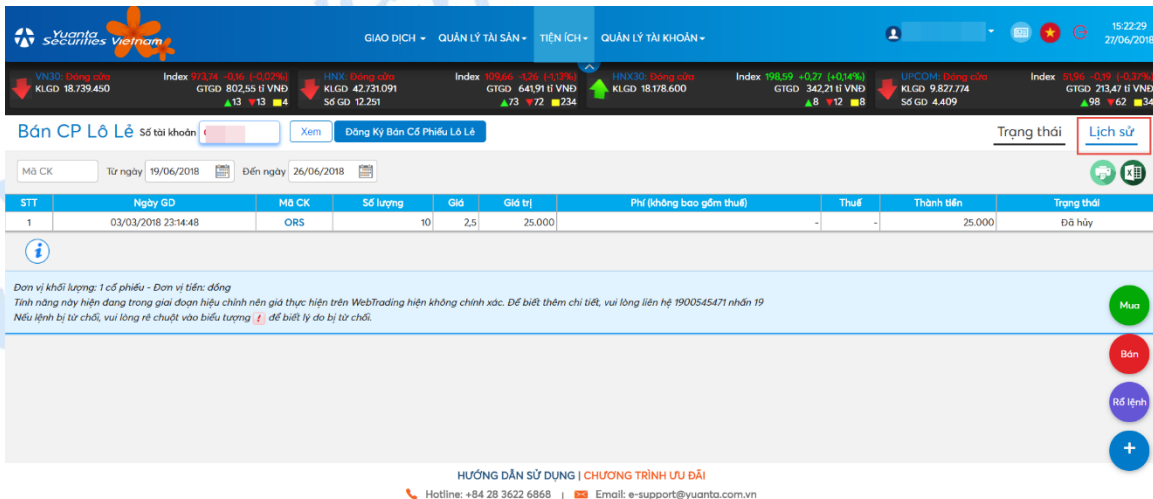 Yuanta Securities Vietnam
GIAO DỊCH QUẢN LÝ TÀI SẢN TIỆN ÍCH QUẢN LÝ TÀI KHOẢN
15:22:29
27/06/2018
VN30: Đóng cửa Index 973,74 -0,16 (-0,02%)
KLGD 18.739.450 GTGD 802,55 tỉ VNĐ
▲13 ▼13 ■4
HNX: Đóng cửa Index 109,66 -1,26 (-1,13%)
KLGD 42.731.091 GTGD 641,91 tỉ VNĐ
Số GD 12.251 ▲73 ▼72 ■234
HNX30: Đóng cửa Index 198,59 +0,27 (+0,14%)
KLGD 18.178.600 GTGD 342,21 tỉ VNĐ
▲8 ▼12 ■8
UPCOM: Đóng cửa Index 51,96 -0,19 (-0,37%)
KLGD 9.827.774 GTGD 213,47 tỉ VNĐ
Số GD 4.409 ▲98 ▼62 ■34
Bán CP Lô Lẻ Số tài khoản Xem Đăng Ký Bán Cổ Phiếu Lô Lẻ Trạng thái Lịch sử
Mã CK Từ ngày 19/06/2018 Đến ngày 26/06/2018
STT Ngày GD Mã CK Số lượng Giá Giá trị Phí (không bao gồm thuế) Thuế Thành tiền Trạng thái
1 03/03/2018 23:14:48 ORS 10 2,5 25.000 - - 25.000 Đã hủy
Đơn vị khối lượng: 1 cổ phiếu - Đơn vị tiền: đồng
Tính năng này hiện đang trong giai đoạn hiệu chỉnh nên giá thực hiện trên WebTrading hiện không chính xác. Để biết thêm chi tiết, vui lòng liên hệ 1900545471 nhấn 19
Nếu lệnh bị từ chối, vui lòng rê chuột vào biểu tượng ! để biết lý do bị từ chối.
Mua
Bán
Rổ lệnh
+
HƯỚNG DẪN SỬ DỤNG | CHƯƠNG TRÌNH ƯU ĐÃI
Hotline: +84 28 3622 6868 | Email: e-support@yuanta.com.vn